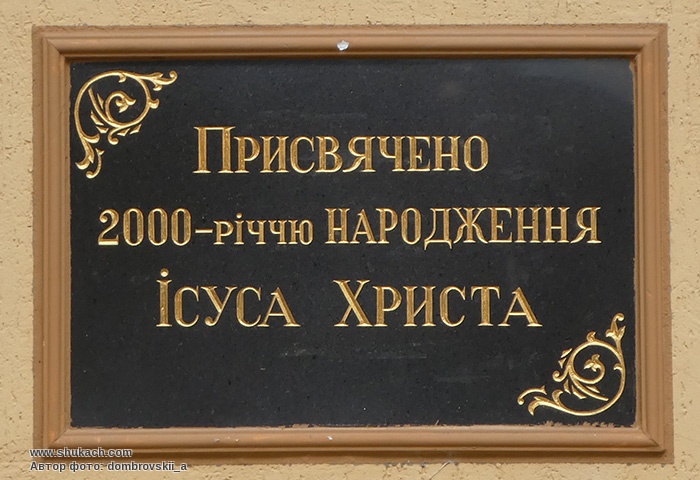 Присвячено
2000-річчю НАРОДЖЕННЯ
Ісуса Христа
www.shukach.com
Автор фото: dombrovskii_a